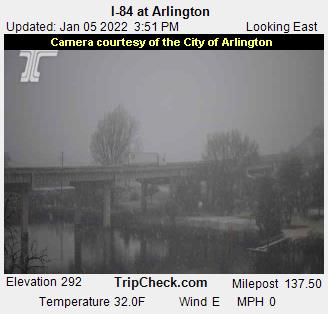 I-84 at Arlington
Updated: Jan 05 2022 3:51 PM Looking East
Camera courtesy of the City of Arlington
Elevation 292 TripCheck.com Milepost 137.50
Temperature 32.0F Wind E MPH 0